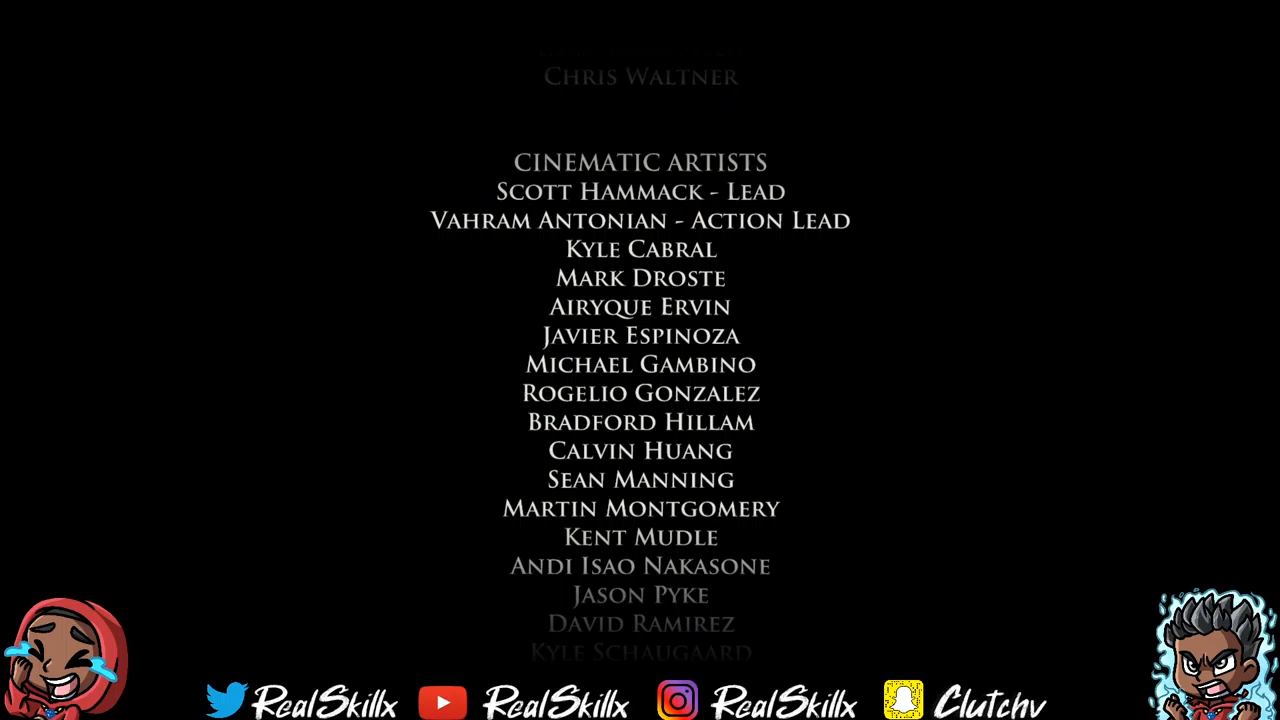 Chris Waltner
CINEMATIC ARTISTS
Scott Hammack - Lead
Vahram Antonian - Action Lead
Kyle Cabral
Mark Droste
Airyque Ervin
Javier Espinoza
Michael Gambino
Rogelio Gonzalez
Bradford Hillam
Calvin Huang
Sean Manning
Martin Montgomery
Kent Mudle
Andi Isao Nakasone
Jason Pyke
David Ramirez
Kyle Schaugaard
RealSkillx RealSkillx RealSkillx Clutchv